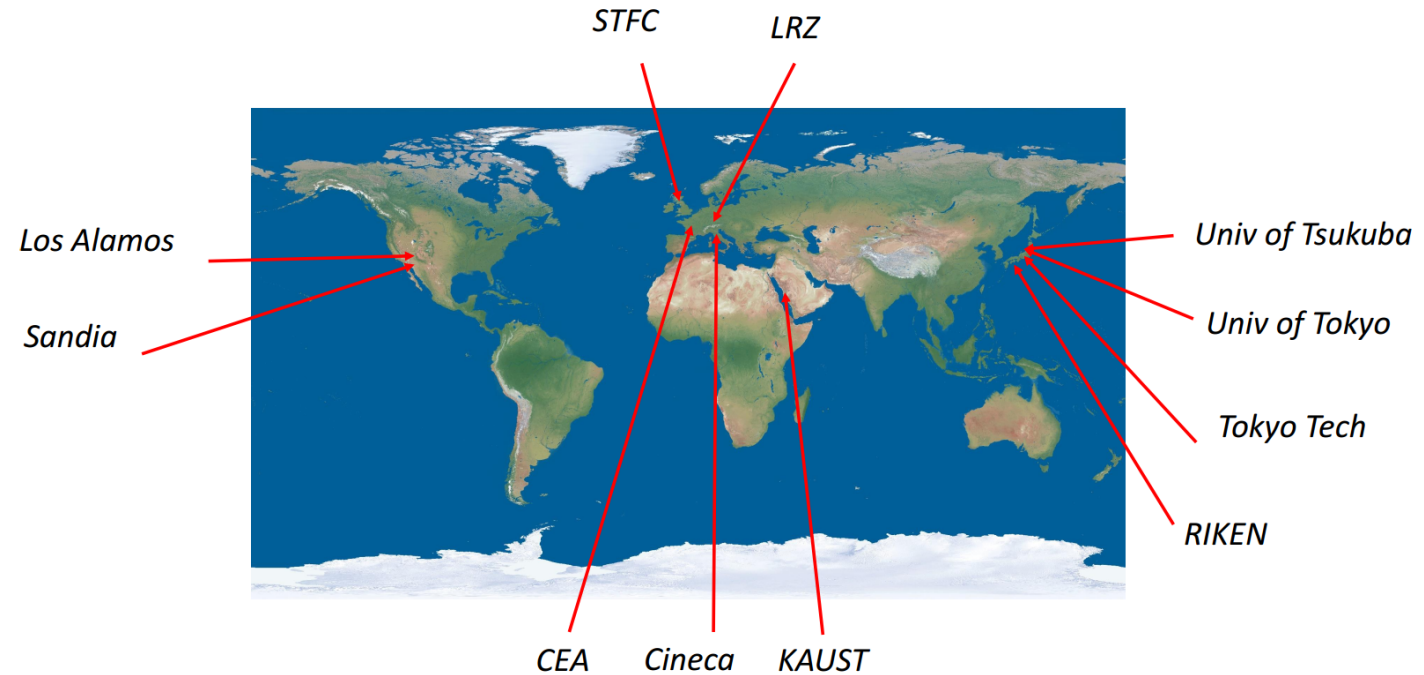 STFC
LRZ
Los Alamos
Sandia
Univ of Tsukuba
Univ of Tokyo
Tokyo Tech
RIKEN
CEA
Cineca
KAUST